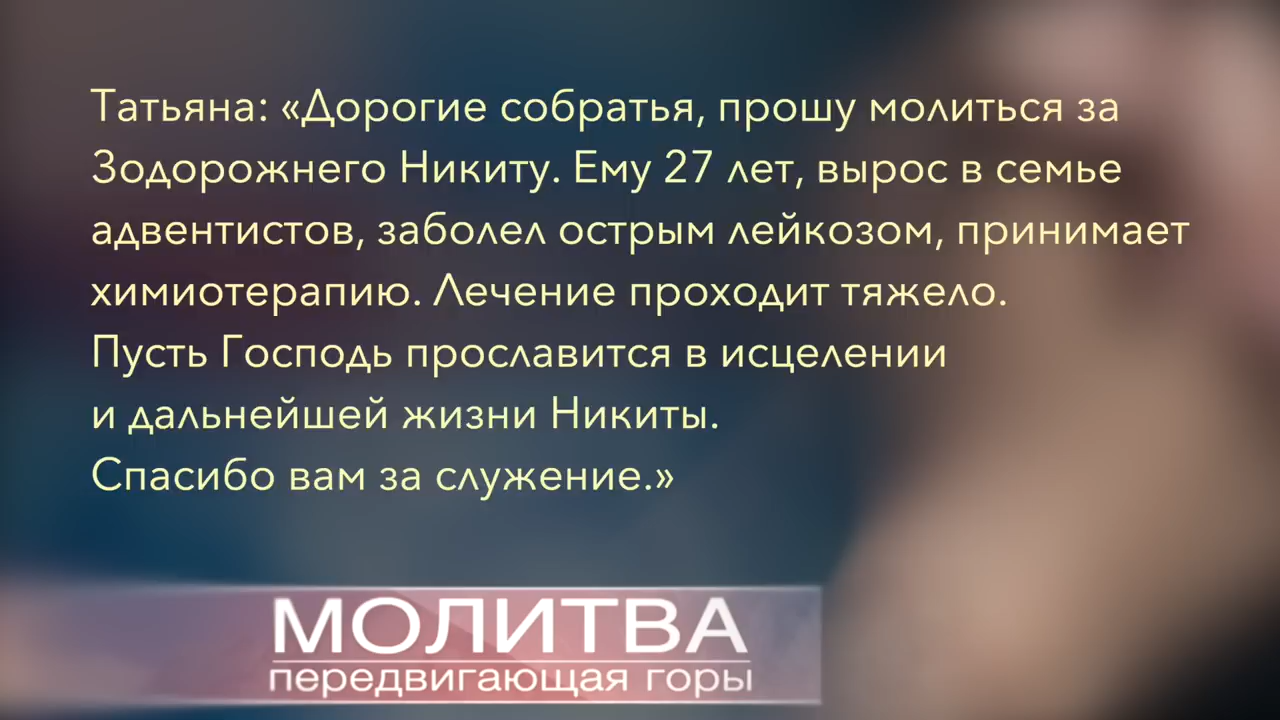 Татьяна: «Дорогие собратья, прошу молиться за
Зодорожнего Никиту. Ему 27 лет, вырос в семье
адвентистов, заболел острым лейкозом, принимает
химиотерапию. Лечение проходит тяжело.
Пусть Господь прославится в исцелении
и дальнейшей жизни Никиты.
Спасибо вам за служение.»
МОЛИТВА
передвигающая горы